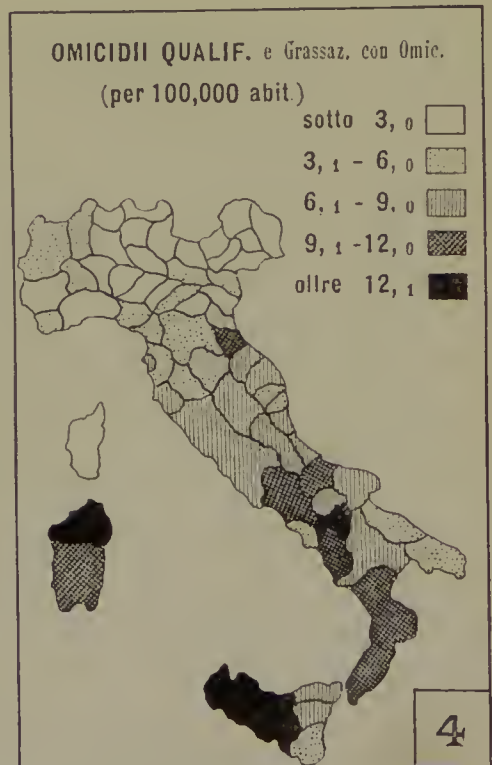 OMICIDII QUALIF. e Grassaz. con Omic.
(per 100,000 abit.)
sotto 3, 0
3, 1 - 6, 0
6, 1 - 9, 0
9, 1 -12, 0
oltre 12, 1
4